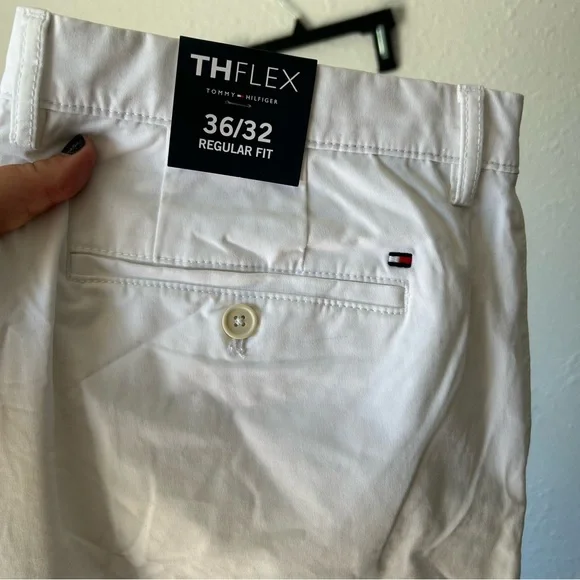 THFLEX
TOMMY HILFIGER
36/32
REGULAR FIT